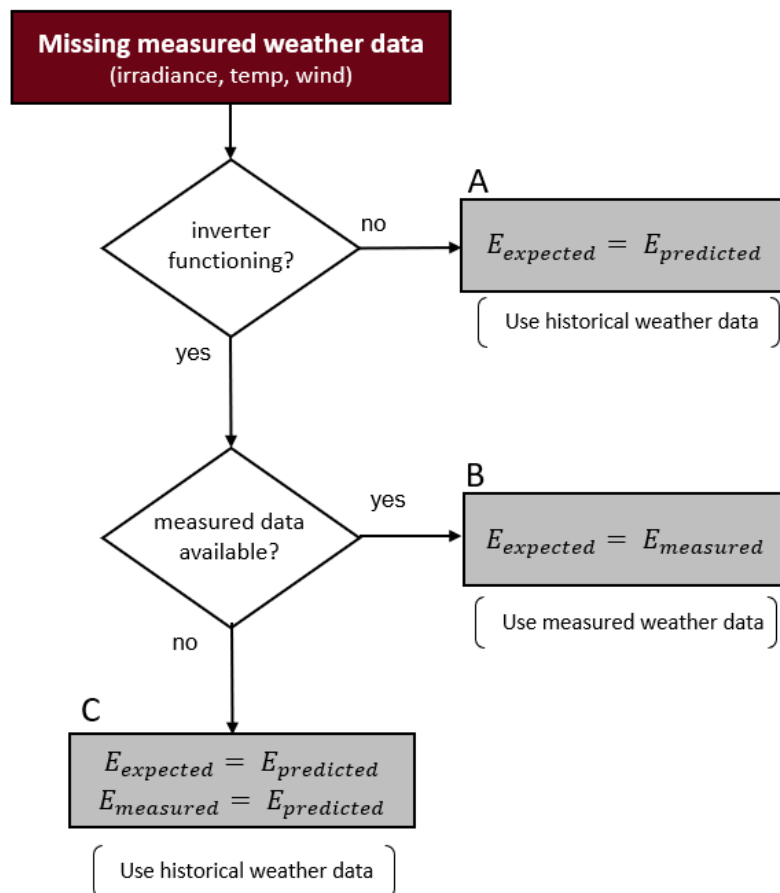 Missing measured weather data
(irradiance, temp, wind)
inverter
functioning?
no
A
E_expected = E_predicted
Use historical weather data
yes
measured data
available?
yes
B
E_expected = E_measured
Use measured weather data
no
C
E_expected = E_predicted
E_measured = E_predicted
Use historical weather data